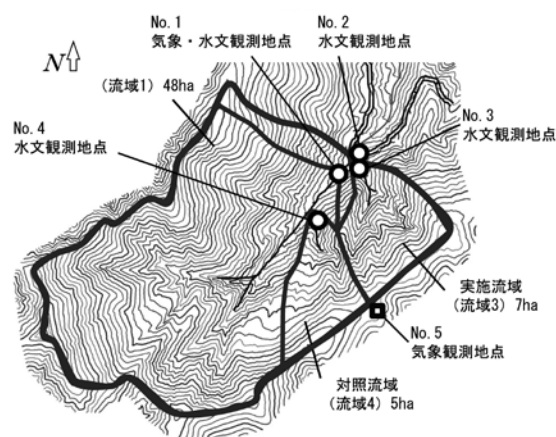 No.1
気象・水文観測地点
No.2
水文観測地点
N
(流域1) 48ha
No.3
水文観測地点
No.4
水文観測地点
実施流域
(流域3) 7ha
No.5
気象観測地点
対照流域
(流域4) 5ha